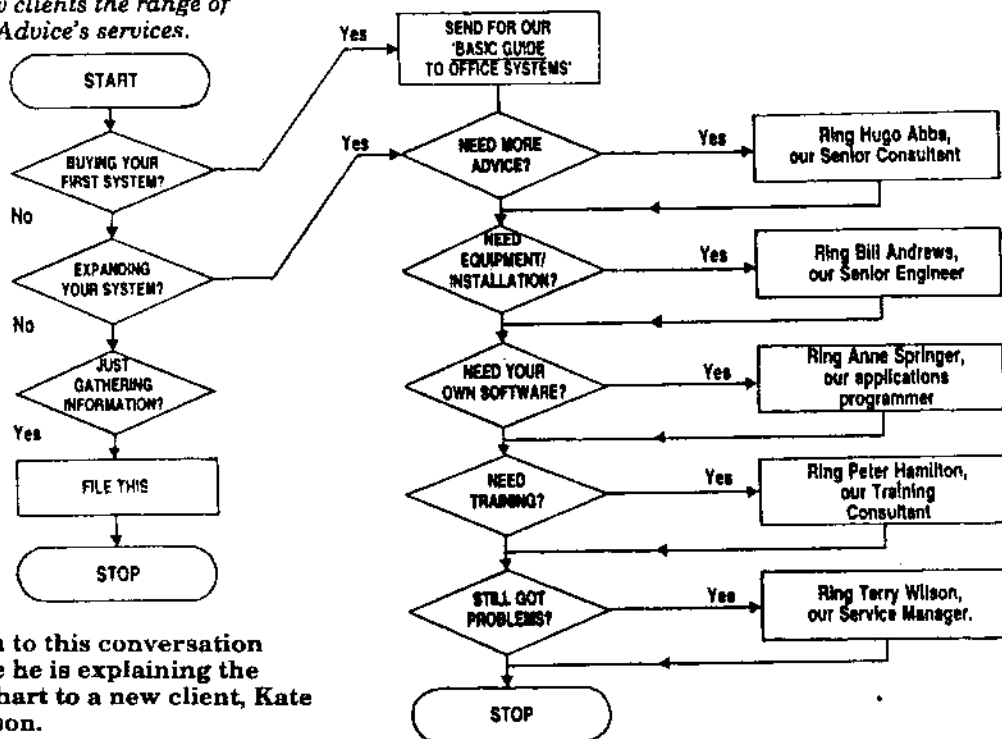 w clients the range of
Advice's services.
START
BUYING YOUR
FIRST SYSTEM?
Yes
No
EXPANDING
YOUR SYSTEM?
Yes
No
JUST
GATHERING
INFORMATION?
Yes
FILE THIS
STOP
SEND FOR OUR
'BASIC GUIDE
TO OFFICE SYSTEMS'
NEED MORE
ADVICE?
Yes
Ring Hugo Abbs,
our Senior Consultant
NEED
EQUIPMENT/
INSTALLATION?
Yes
Ring Bill Andrews,
our Senior Engineer
NEED YOUR
OWN SOFTWARE?
Yes
Ring Anne Springer,
our applications
programmer
NEED
TRAINING?
Yes
Ring Peter Hamilton,
our Training
Consultant
STILL GOT
PROBLEMS?
Yes
Ring Terry Wilson,
our Service Manager.
STOP
to this conversation
he is explaining the
hart to a new client, Kate
son.